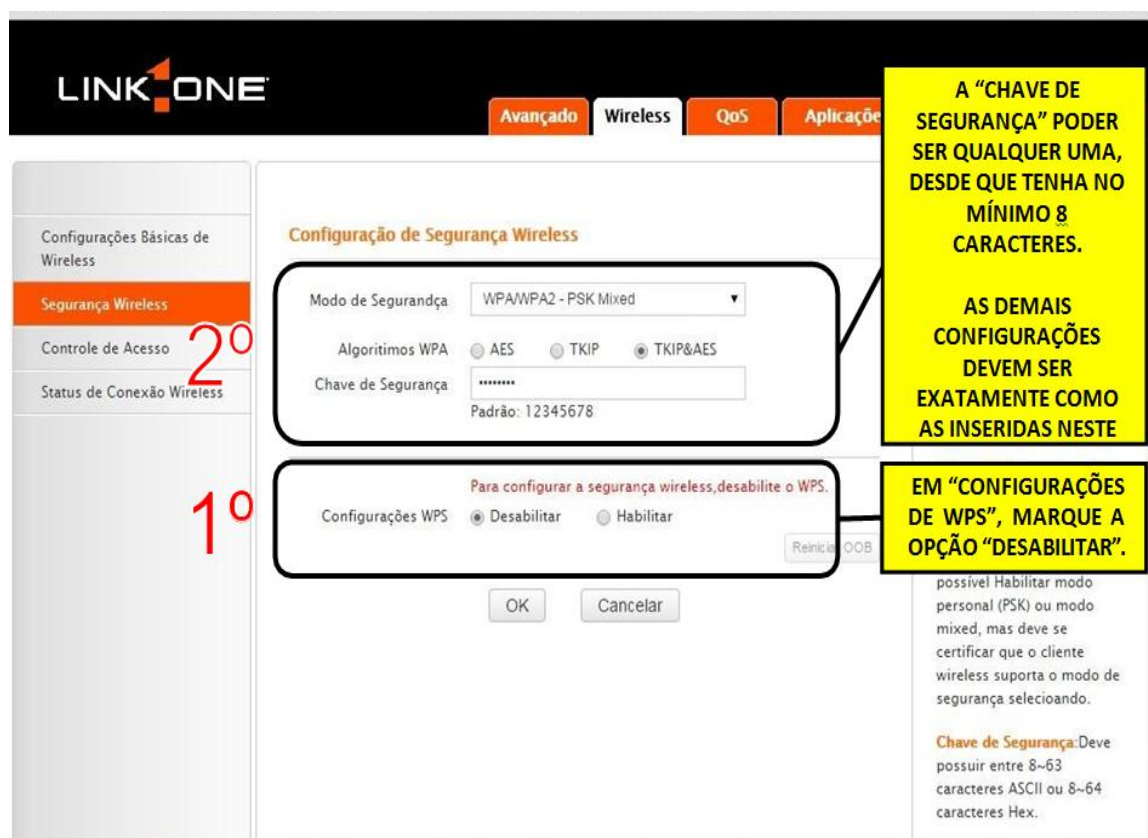 LINK ONE
Avançado
Wireless
QoS
Aplicaçõe
Configurações Básicas de
Wireless
Segurança Wireless
Controle de Acesso
Status de Conexão Wireless
2º
1º
Configuração de Segurança Wireless
Modo de Segurandça
WPA/WPA2 - PSK Mixed
Algoritimos WPA
AES
TKIP
TKIP&AES
Chave de Segurança
••••••••
Padrão: 12345678
Para configurar a segurança wireless,desabilite o WPS.
Configurações WPS
Desabilitar
Habilitar
OOB
OK
Cancelar
A “CHAVE DE
SEGURANÇA” PODER
SER QUALQUER UMA,
DESDE QUE TENHA NO
MÍNIMO 8
CARACTERES.
AS DEMAIS
CONFIGURAÇÕES
DEVEM SER
EXATAMENTE COMO
AS INSERIDAS NESTE
EM “CONFIGURAÇÕES
DE WPS”, MARQUE A
OPÇÃO “DESABILITAR”.
possível Habilitar modo
personal (PSK) ou modo
mixed, mas deve se
certificar que o cliente
wireless suporta o modo de
segurança selecioando.
Chave de Segurança:Deve
possuir entre 8~63
caracteres ASCII ou 8~64
caracteres Hex.